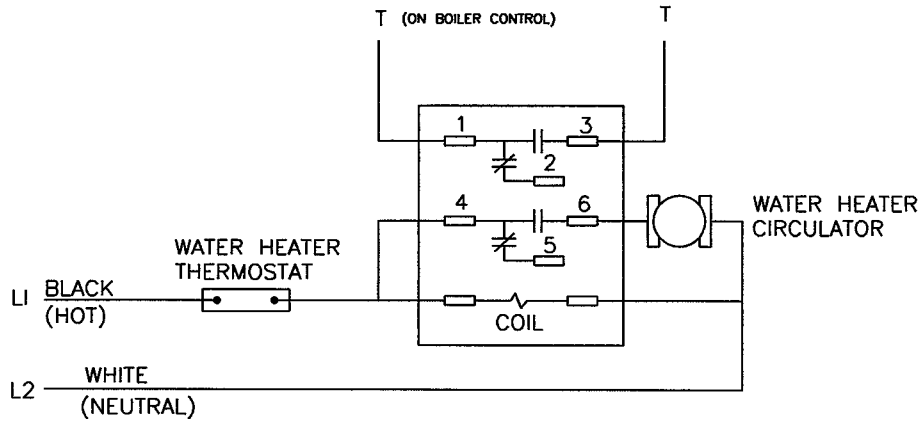 T (ON BOILER CONTROL)
T
1
3
2
4
6
5
WATER HEATER
CIRCULATOR
WATER HEATER
THERMOSTAT
L1
BLACK
(HOT)
COIL
L2
WHITE
(NEUTRAL)